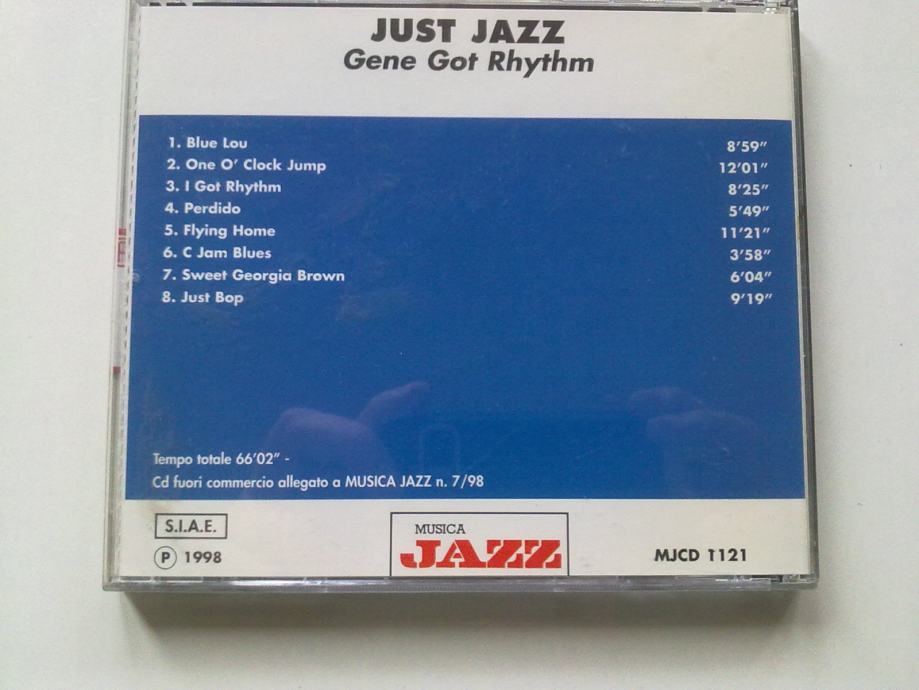 JUST JAZZ
Gene Got Rhythm
1. Blue Lou 8'59"
2. One O' Clock Jump 12'01"
3. I Got Rhythm 8'25"
4. Perdido 5'49"
5. Flying Home 11'21"
6. C Jam Blues 3'58"
7. Sweet Georgia Brown 6'04"
8. Just Bop 9'19"
Tempo totale 66'02" -
Cd fuori commercio allegato a MUSICA JAZZ n. 7/98
S.I.A.E.
MUSICA
JAZZ
℗ 1998
MJCD 1121